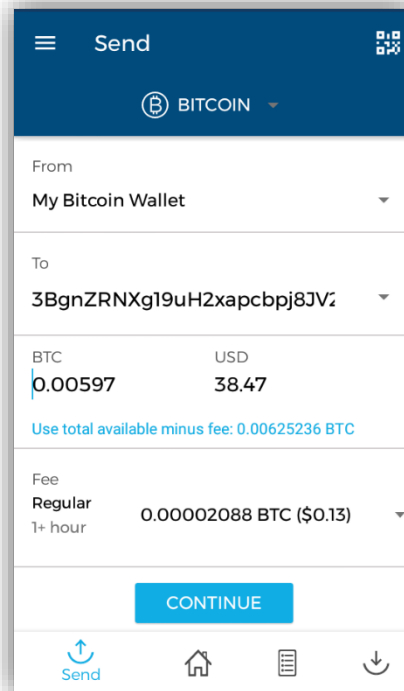 Send
BITCOIN
From
My Bitcoin Wallet
To
3BgnZRNXg19uH2xapcbpj8JV2
BTC USD
0.00597 38.47
Use total available minus fee: 0.00625236 BTC
Fee
Regular
1+ hour
0.00002088 BTC ($0.13)
CONTINUE
Send